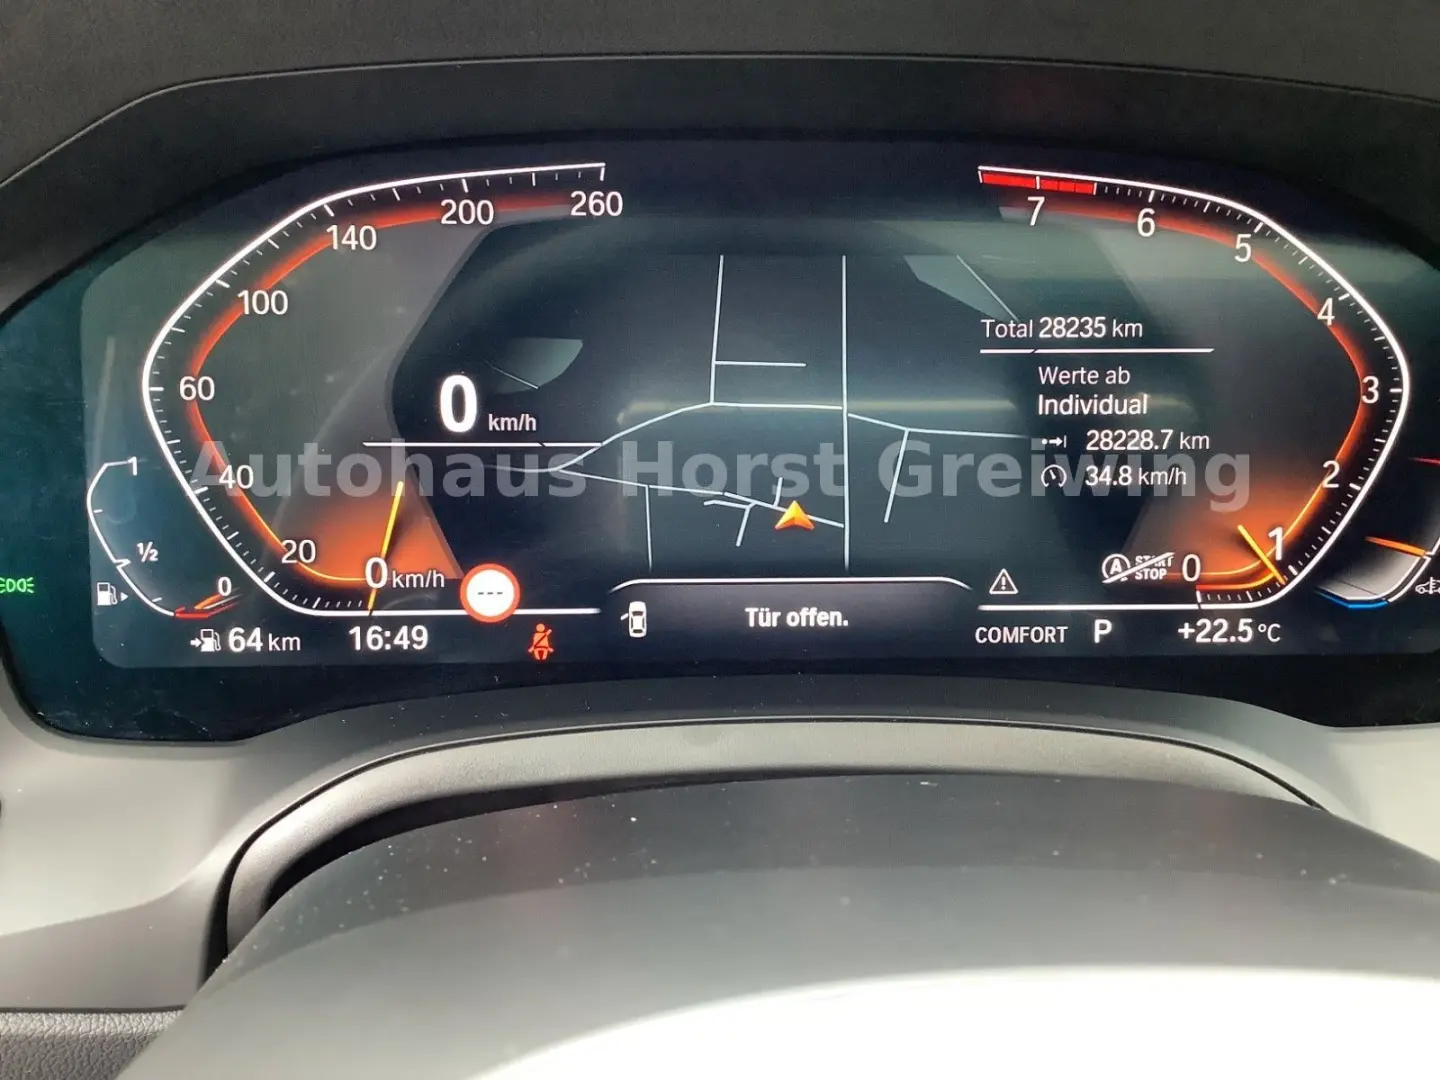 260
200
140
100
60
40
20
0 km/h
0 km/h
7
6
5
4
3
2
1
0
Total 28235 km
Werte ab
Individual
28228.7 km
34.8 km/h
Autohaus Horst Greiwing
1
1/2
0
A START
STOP
---
Tür offen.
64 km
16:49
COMFORT P
+22.5 °C